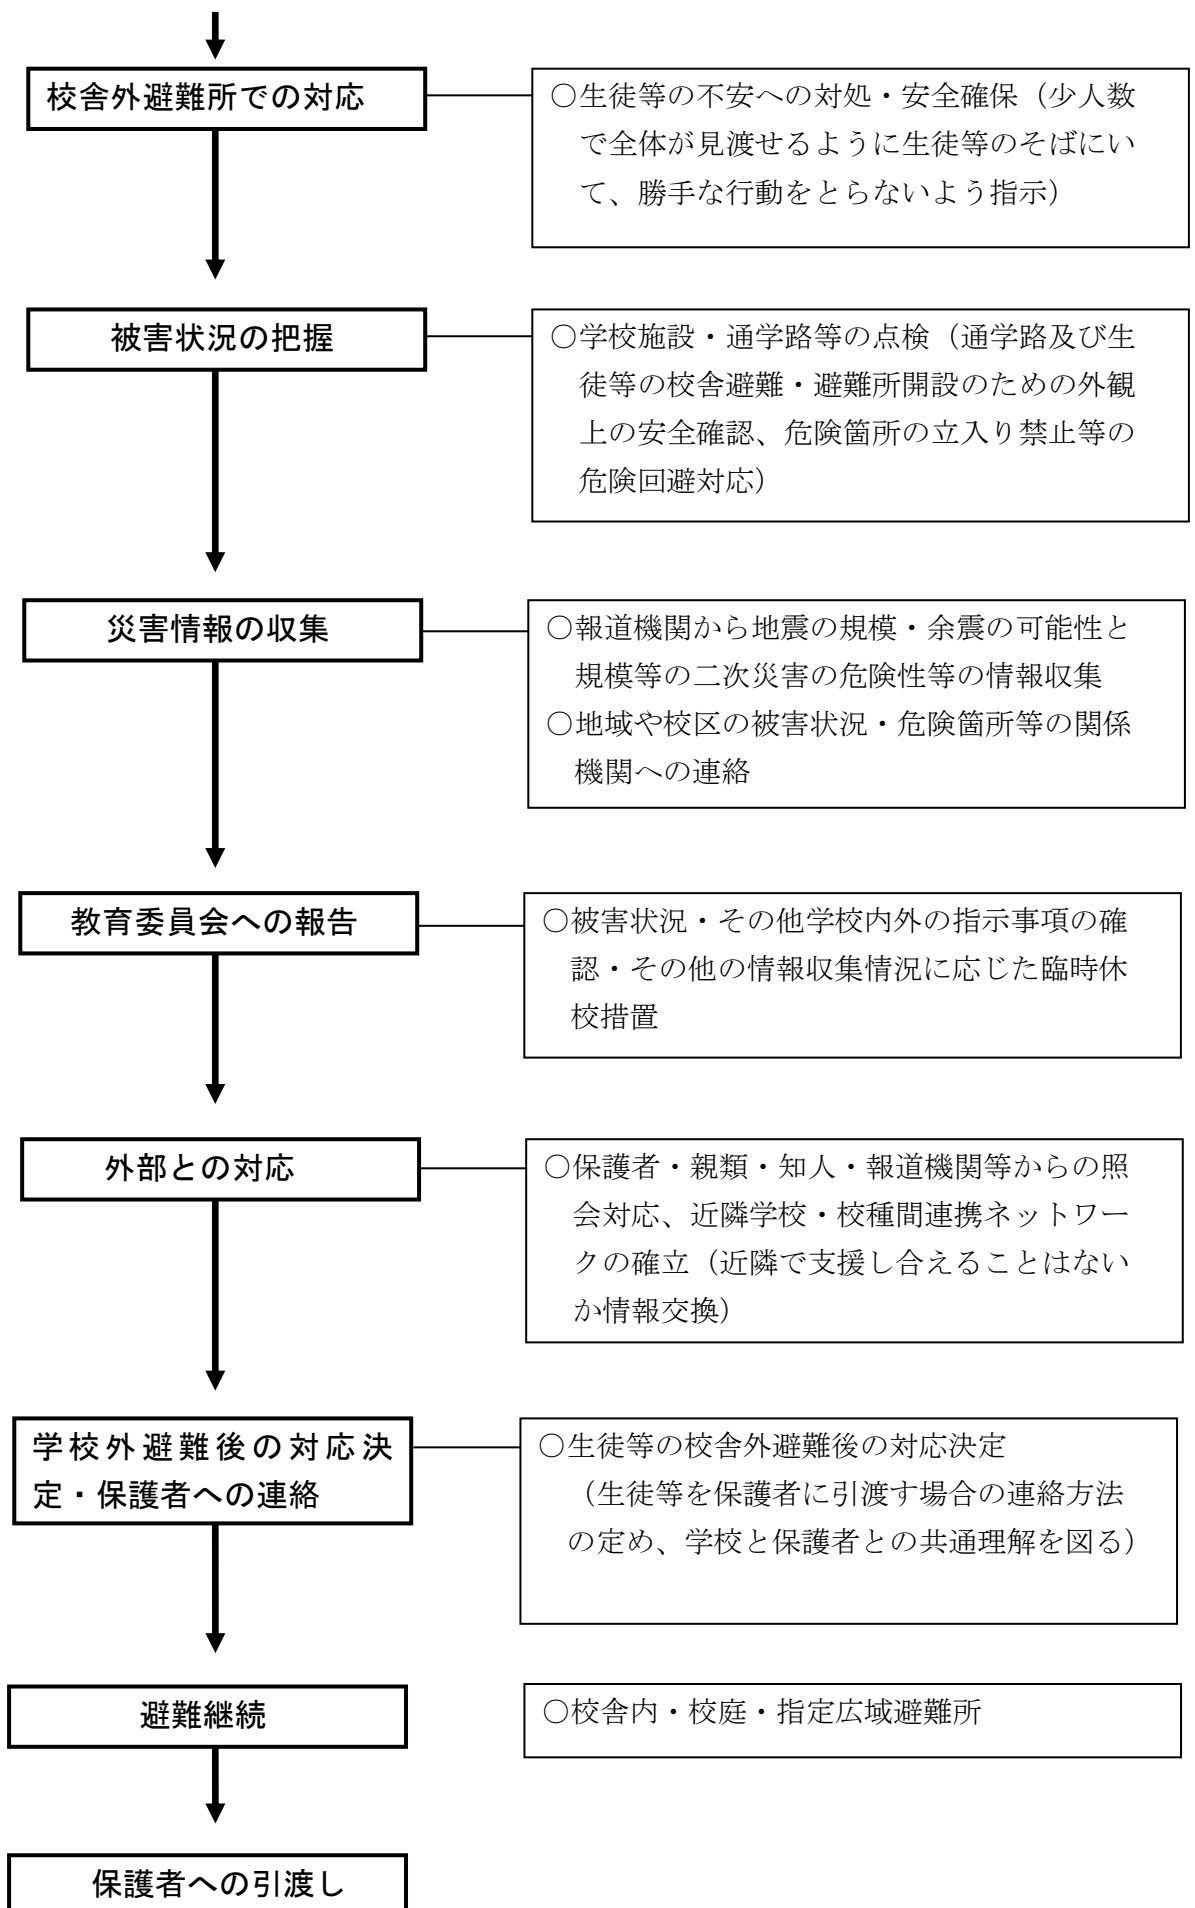 校舎外避難所での対応
○生徒等の不安への対処・安全確保（少人数
で全体が見渡せるように生徒等のそばにい
て、勝手な行動をとらないよう指示）
被害状況の把握
○学校施設・通学路等の点検（通学路及び生
徒等の校舎避難・避難所開設のための外観
上の安全確認、危険箇所の立入り禁止等の
危険回避対応）
災害情報の収集
○報道機関から地震の規模・余震の可能性と
規模等の二次災害の危険性等の情報収集
○地域や校区の被害状況・危険箇所等の関係
機関への連絡
教育委員会への報告
○被害状況・その他学校内外の指示事項の確
認・その他の情報収集情況に応じた臨時休
校措置
外部との対応
○保護者・親類・知人・報道機関等からの照
会対応、近隣学校・校種間連携ネットワー
クの確立（近隣で支援し合えることはない
か情報交換）
学校外避難後の対応決
定・保護者への連絡
○生徒等の校舎外避難後の対応決定
（生徒等を保護者に引渡す場合の連絡方法
の定め、学校と保護者との共通理解を図る）
避難継続
○校舎内・校庭・指定広域避難所
保護者への引渡し